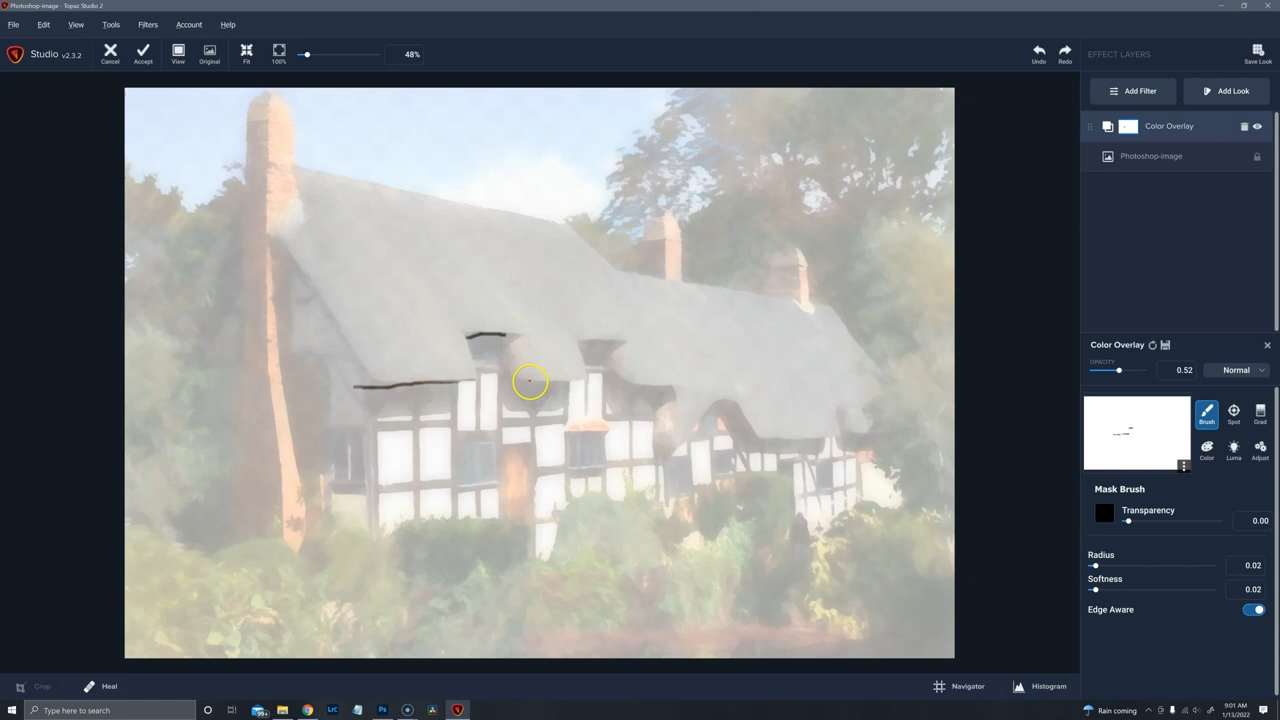 Photoshop-image - Topaz Studio 2
File Edit View Tools Filters Account Help
Studio v2.3.2 Cancel Accept View Original Fit 100% 48% Undo Redo EFFECT LAYERS Save Look
Add Filter Add Look
Color Overlay
Photoshop-image
Color Overlay
OPACITY
0.52 Normal
Brush Spot Grad
Color Luma Adjust
Mask Brush
Transparency
0.00
Radius
0.02
Softness
0.02
Edge Aware
Crop Heal Navigator Histogram
Type here to search 99+ LrC Ps Rain coming 9:01 AM
1/13/2022